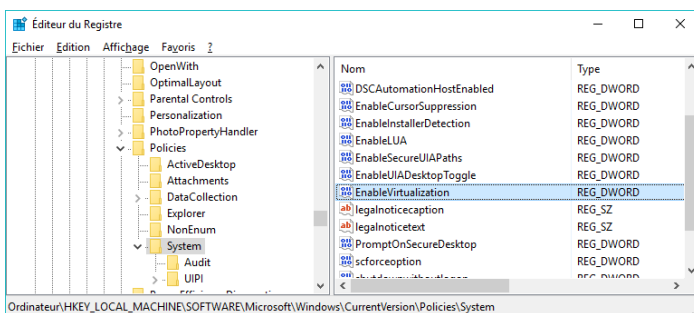 Éditeur du Registre
Fichier Edition Affichage Favoris ?
OpenWith
OptimalLayout
Parental Controls
Personalization
PhotoPropertyHandler
Policies
ActiveDesktop
Attachments
DataCollection
Explorer
NonEnum
System
Audit
UIPI
Nom Type
DSCAutomationHostEnabled REG_DWORD
EnableCursorSuppression REG_DWORD
EnableInstallerDetection REG_DWORD
EnableLUA REG_DWORD
EnableSecureUIAPaths REG_DWORD
EnableUIADesktopToggle REG_DWORD
EnableVirtualization REG_DWORD
legalnoticecaption REG_SZ
legalnoticetext REG_SZ
PromptOnSecureDesktop REG_DWORD
scforceoption REG_DWORD
shutdownwithoutlogon REG_DWORD
Ordinateur\HKEY_LOCAL_MACHINE\SOFTWARE\Microsoft\Windows\CurrentVersion\Policies\System